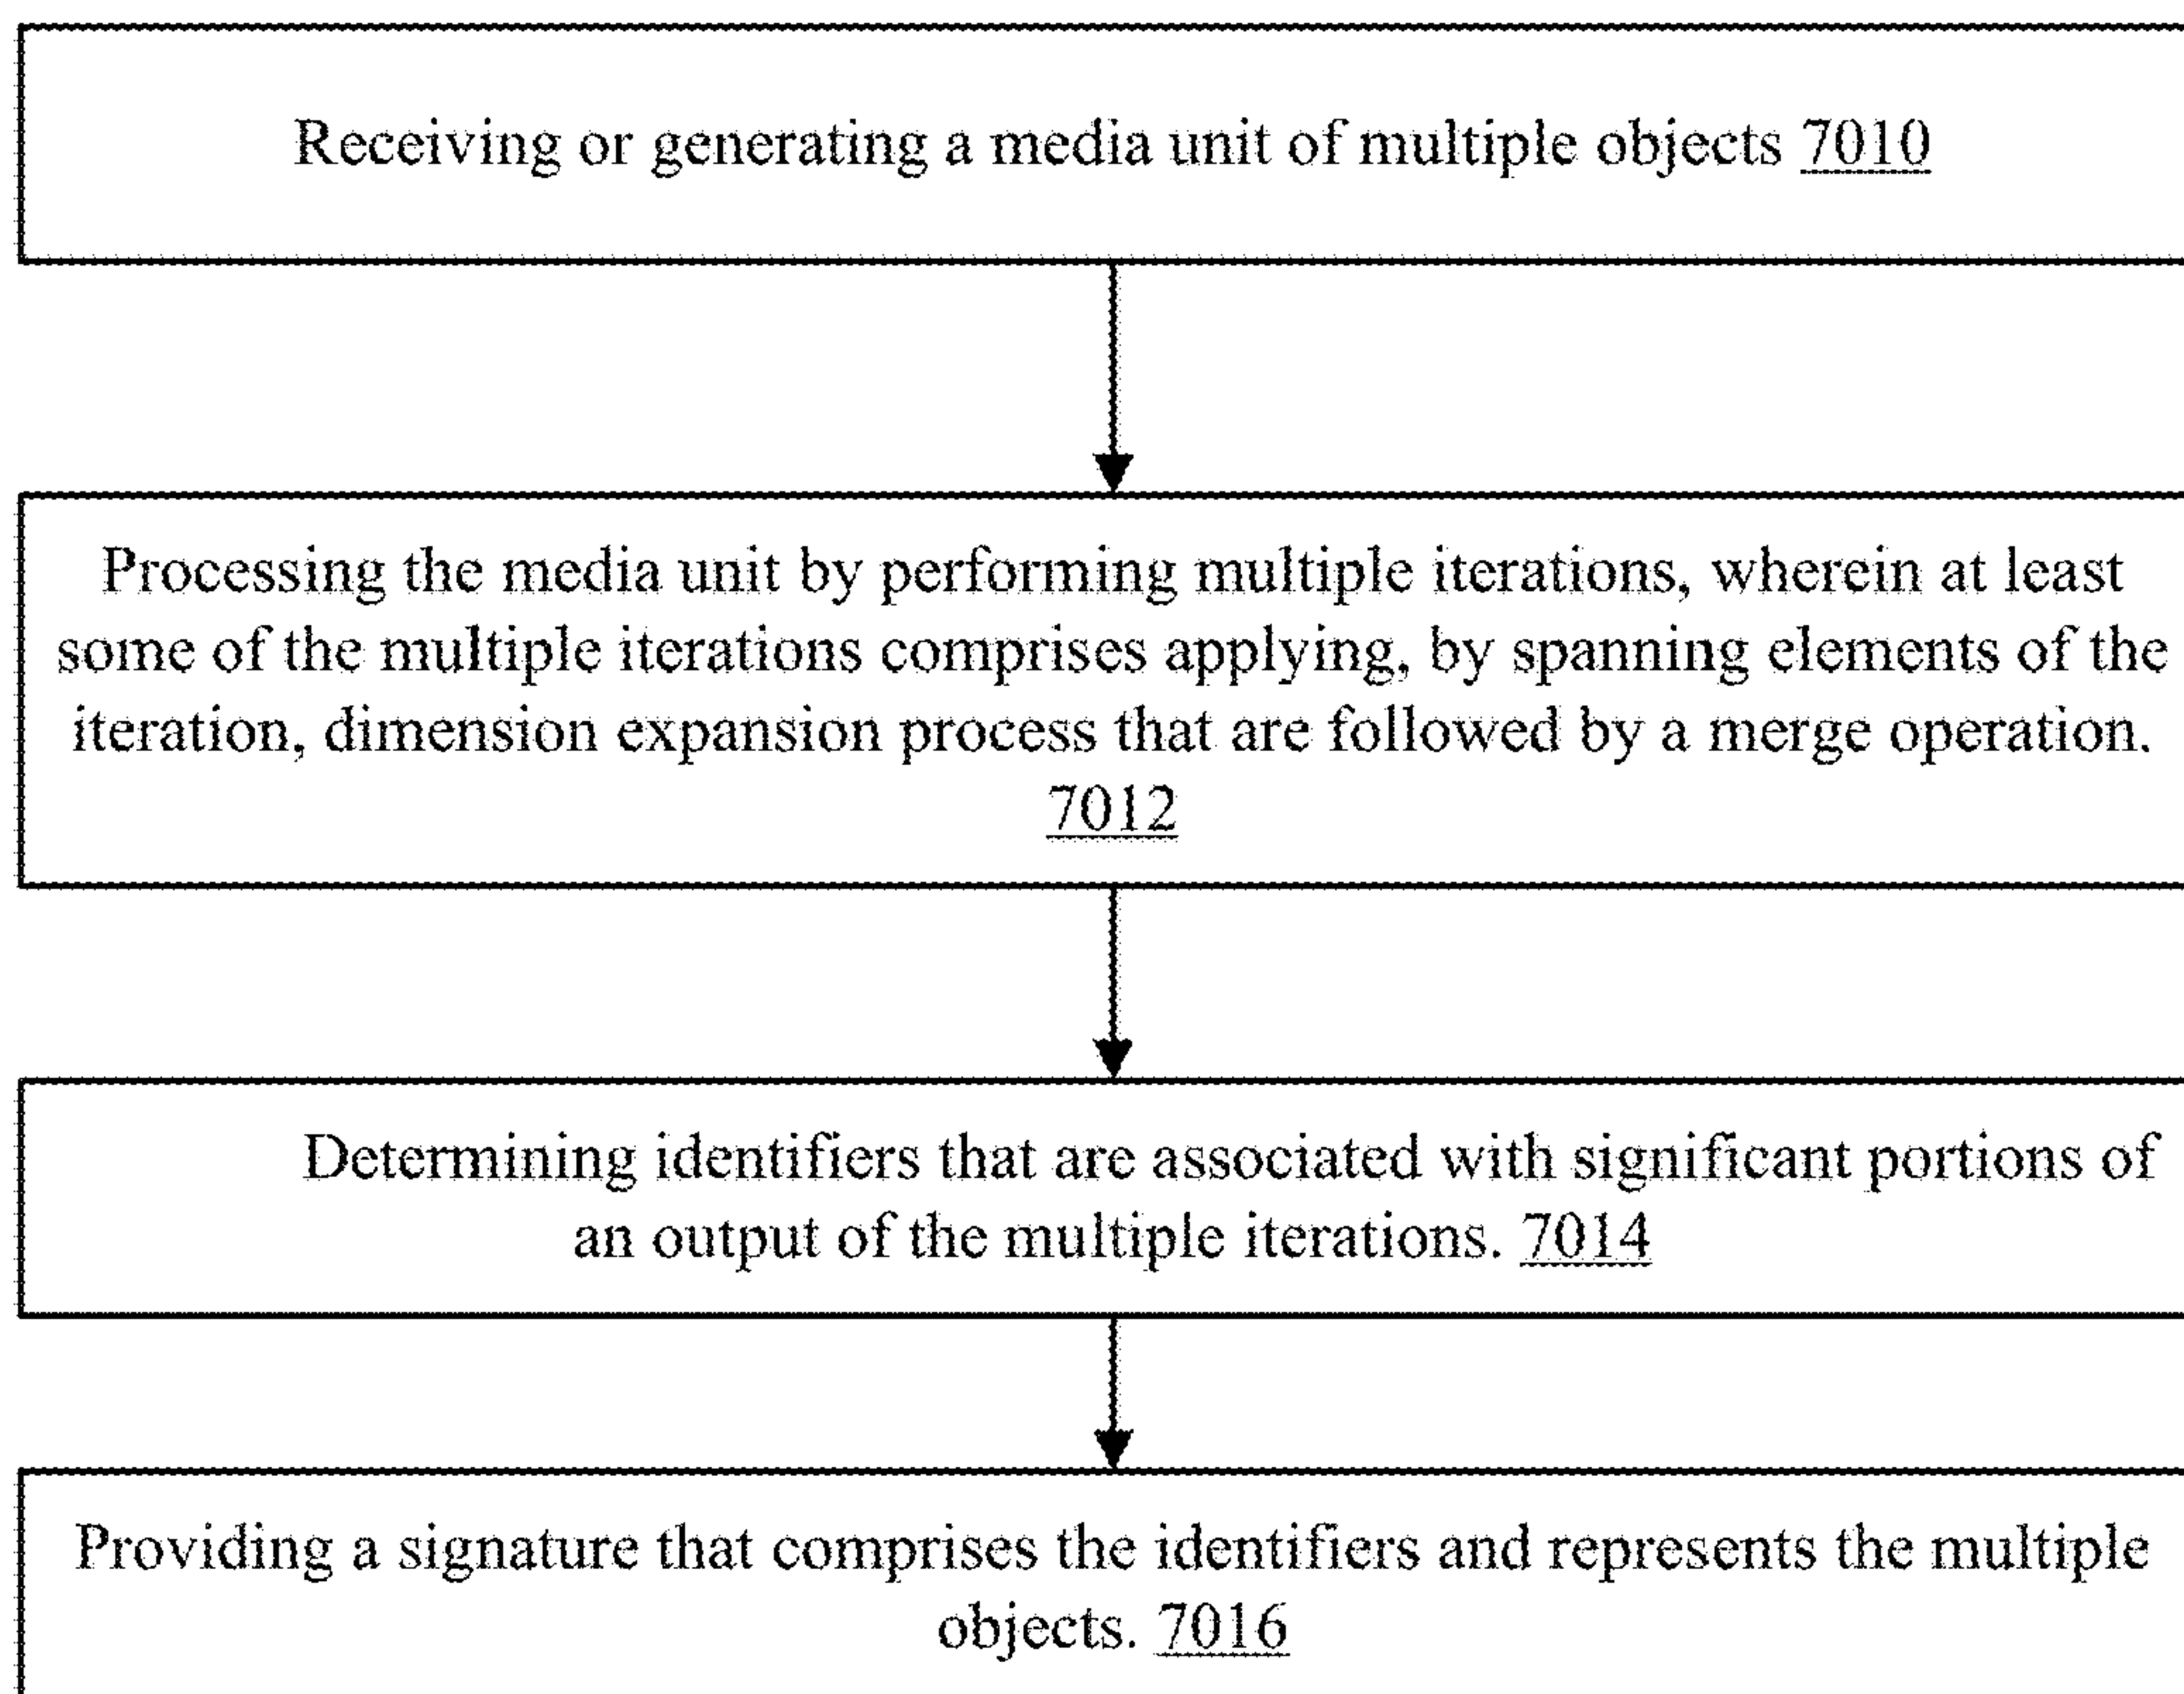 Receiving or generating a media unit of multiple objects 7010
Processing the media unit by performing multiple iterations, wherein at least
some of the multiple iterations comprises applying, by spanning elements of the
iteration, dimension expansion process that are followed by a merge operation.
7012
Determining identifiers that are associated with significant portions of
an output of the multiple iterations. 7014
Providing a signature that comprises the identifiers and represents the multiple
objects. 7016